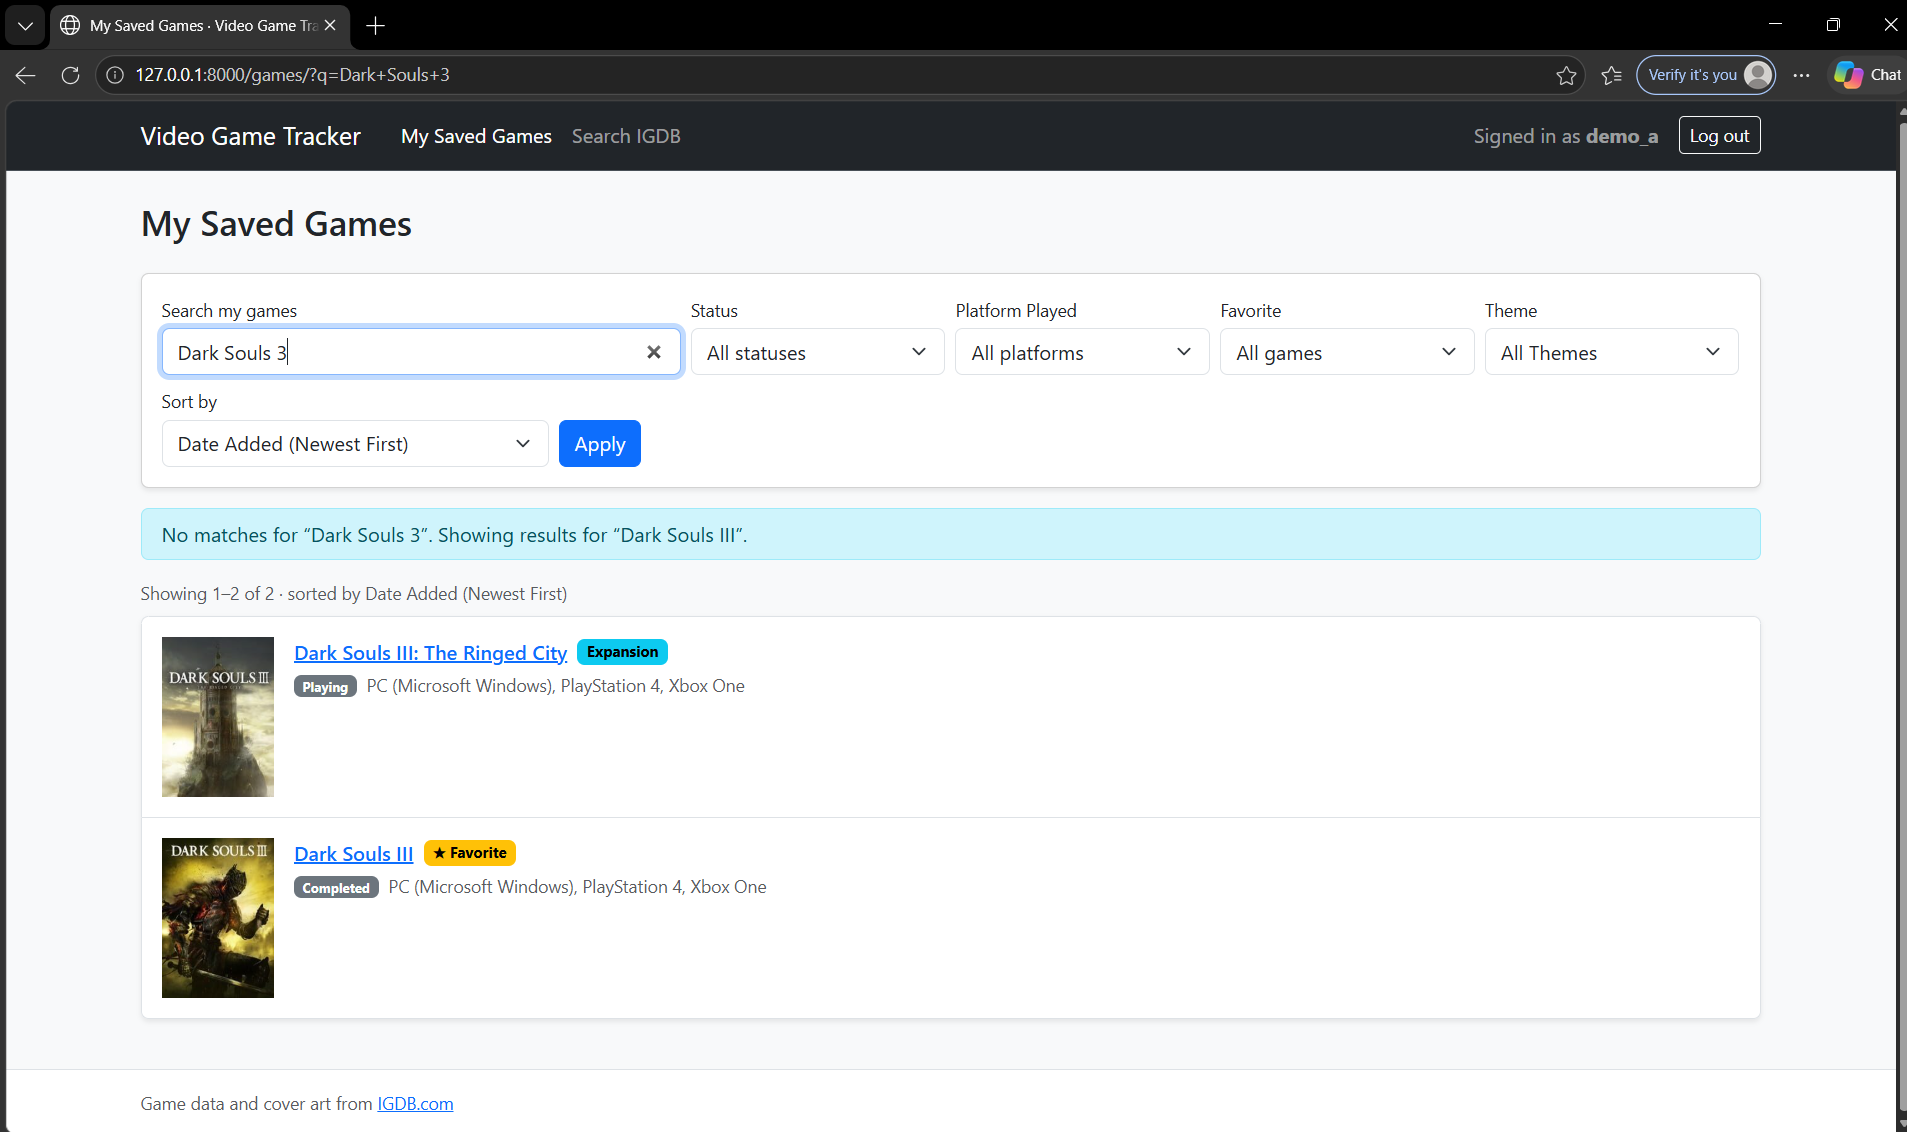 My Saved Games · Video Game Tra
127.0.0.1:8000/games/?q=Dark+Souls+3
Verify it's you
Chat
Video Game Tracker
My Saved Games
Search IGDB
Signed in as demo_a
Log out
My Saved Games
Search my games
Status
Platform Played
Favorite
Theme
Dark Souls 3
All statuses
All platforms
All games
All Themes
Sort by
Date Added (Newest First)
Apply
No matches for “Dark Souls 3”. Showing results for “Dark Souls III”.
Showing 1–2 of 2 · sorted by Date Added (Newest First)
DARK SOULS III
Dark Souls III: The Ringed City
Expansion
Playing
PC (Microsoft Windows), PlayStation 4, Xbox One
DARK SOULS III
Dark Souls III
★ Favorite
Completed
PC (Microsoft Windows), PlayStation 4, Xbox One
Game data and cover art from IGDB.com